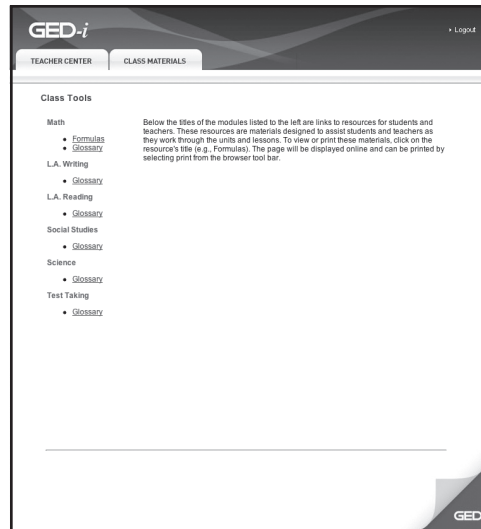 GED-i
Logout
TEACHER CENTER
CLASS MATERIALS
Class Tools
Math
Formulas
Glossary
L.A. Writing
Glossary
L.A. Reading
Glossary
Social Studies
Glossary
Science
Glossary
Test Taking
Glossary
Below the titles of the modules listed to the left are links to resources for students and
teachers. These resources are materials designed to assist students and teachers as
they work through the units and lessons. To view or print these materials, click on the
resource's title (e.g., Formulas). The page will be displayed online and can be printed by
selecting print from the browser tool bar.
GED